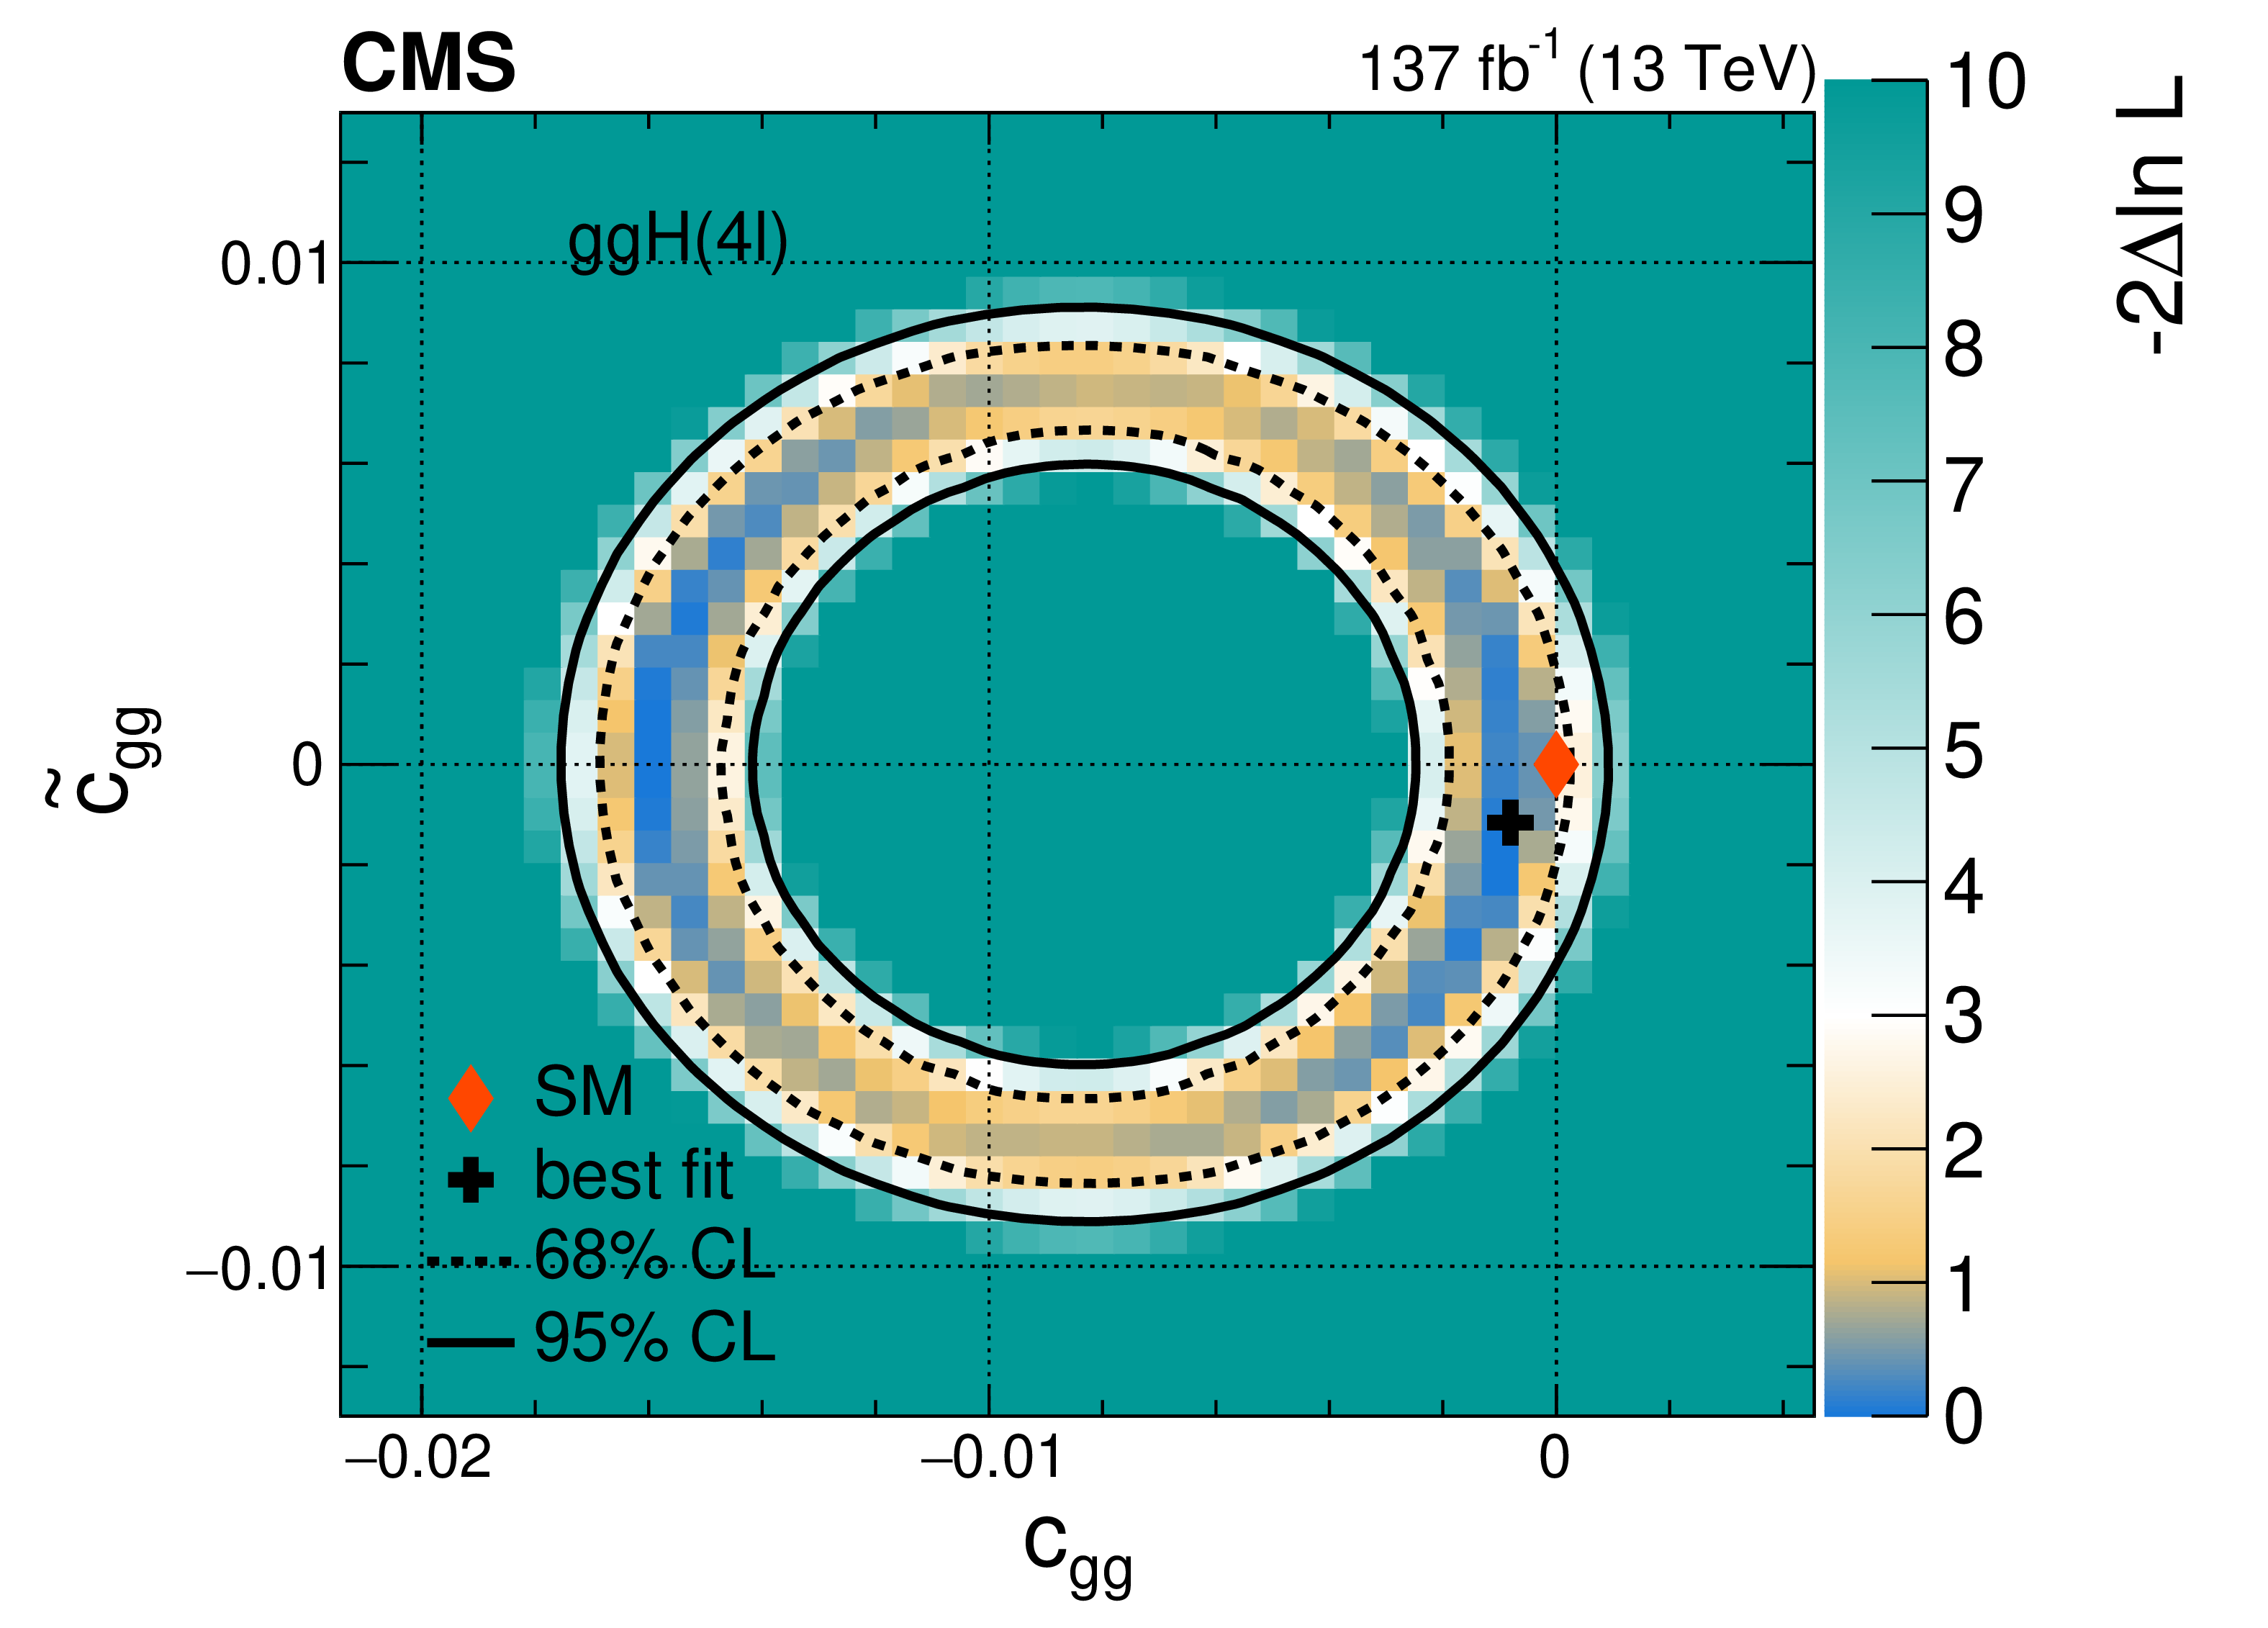 CMS
137 fb-1 (13 TeV)
ggH(4l)
0.01
0
−0.01
c̃gg
SM
best fit
68% CL
95% CL
−0.02
−0.01
0
cgg
10
9
8
7
6
5
4
3
2
1
0
-2Δln L